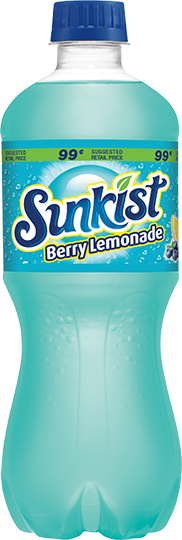 99¢ SUGGESTED RETAIL PRICE 99¢
Sunkist
Berry Lemonade